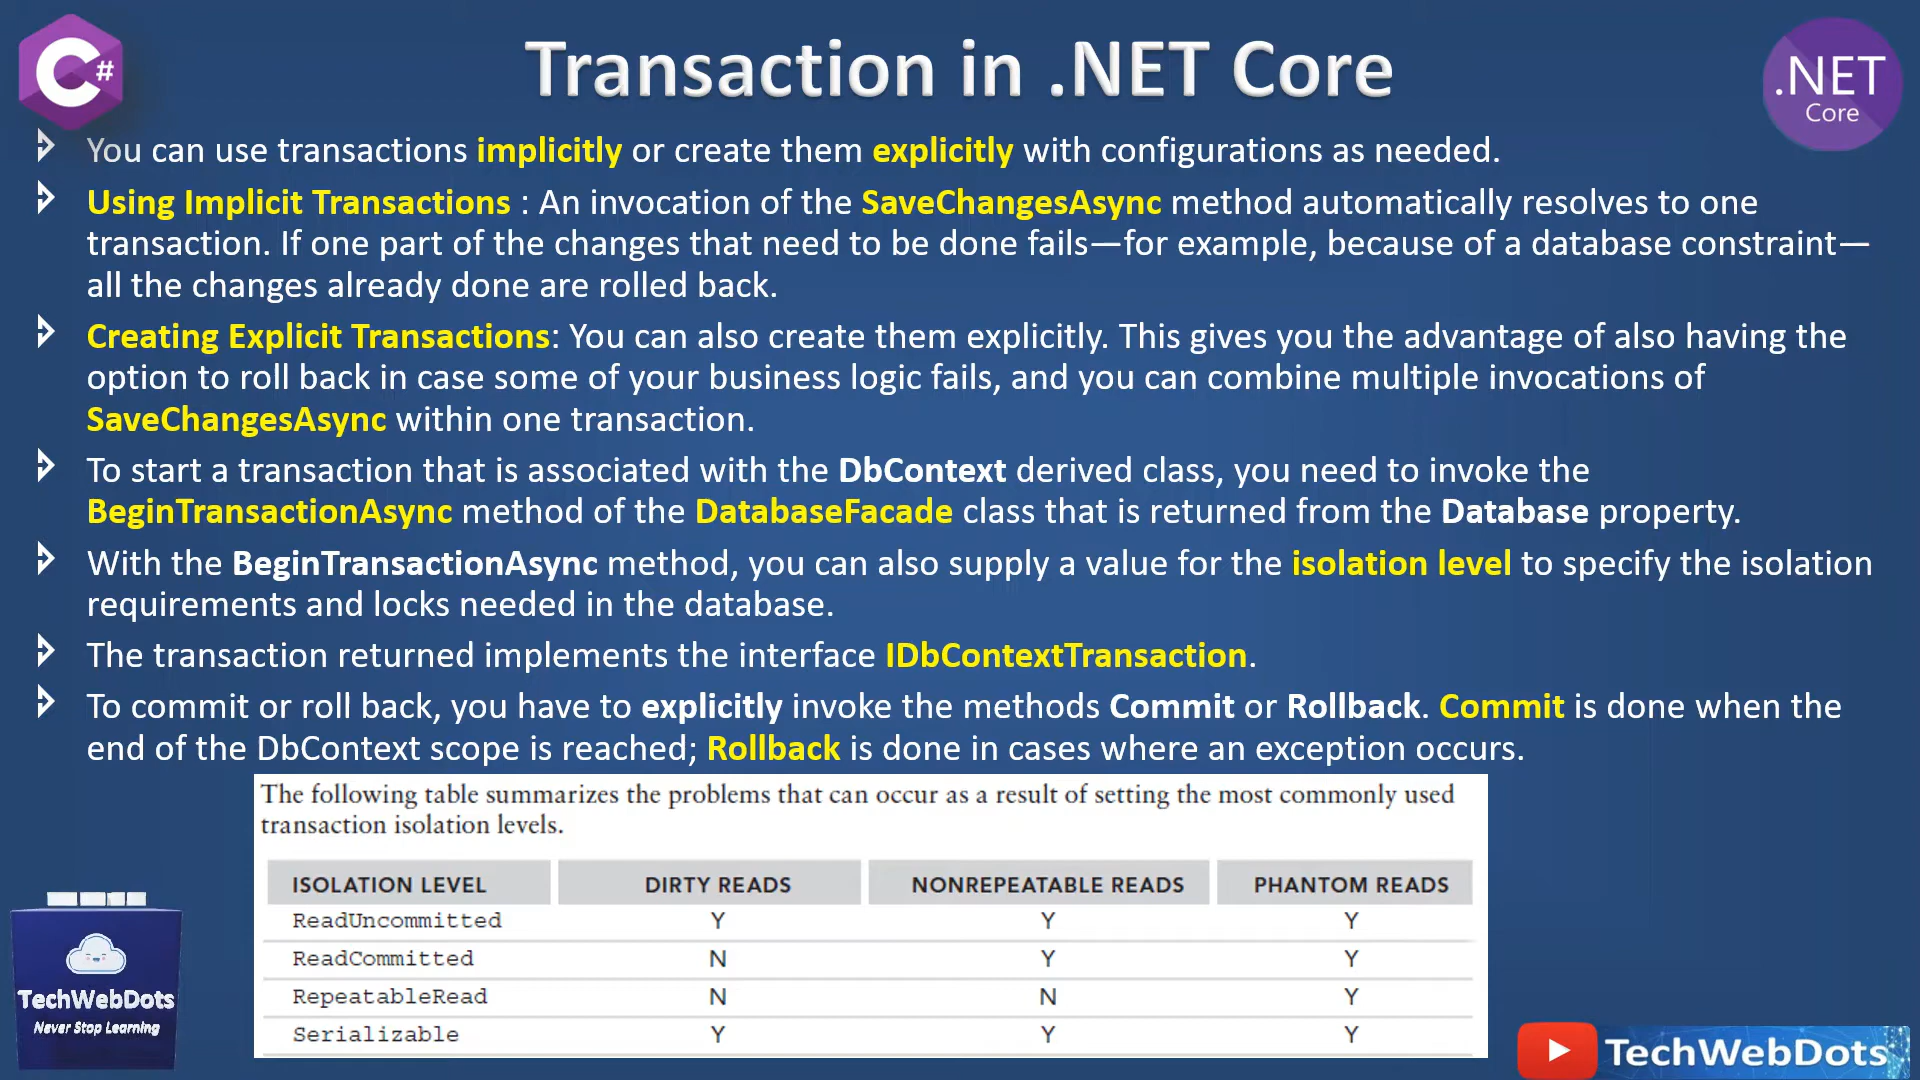 C#
Transaction in .NET Core
.NET
Core
You can use transactions implicitly or create them explicitly with configurations as needed.
Using Implicit Transactions : An invocation of the SaveChangesAsync method automatically resolves to one
transaction. If one part of the changes that need to be done fails—for example, because of a database constraint—
all the changes already done are rolled back.
Creating Explicit Transactions: You can also create them explicitly. This gives you the advantage of also having the
option to roll back in case some of your business logic fails, and you can combine multiple invocations of
SaveChangesAsync within one transaction.
To start a transaction that is associated with the DbContext derived class, you need to invoke the
BeginTransactionAsync method of the DatabaseFacade class that is returned from the Database property.
With the BeginTransactionAsync method, you can also supply a value for the isolation level to specify the isolation
requirements and locks needed in the database.
The transaction returned implements the interface IDbContextTransaction.
To commit or roll back, you have to explicitly invoke the methods Commit or Rollback. Commit is done when the
end of the DbContext scope is reached; Rollback is done in cases where an exception occurs.
The following table summarizes the problems that can occur as a result of setting the most commonly used
transaction isolation levels.
ISOLATION LEVEL DIRTY READS NONREPEATABLE READS PHANTOM READS
ReadUncommitted Y Y Y
ReadCommitted N Y Y
RepeatableRead N N Y
Serializable Y Y Y
TechWebDots
Never Stop Learning
TechWebDots